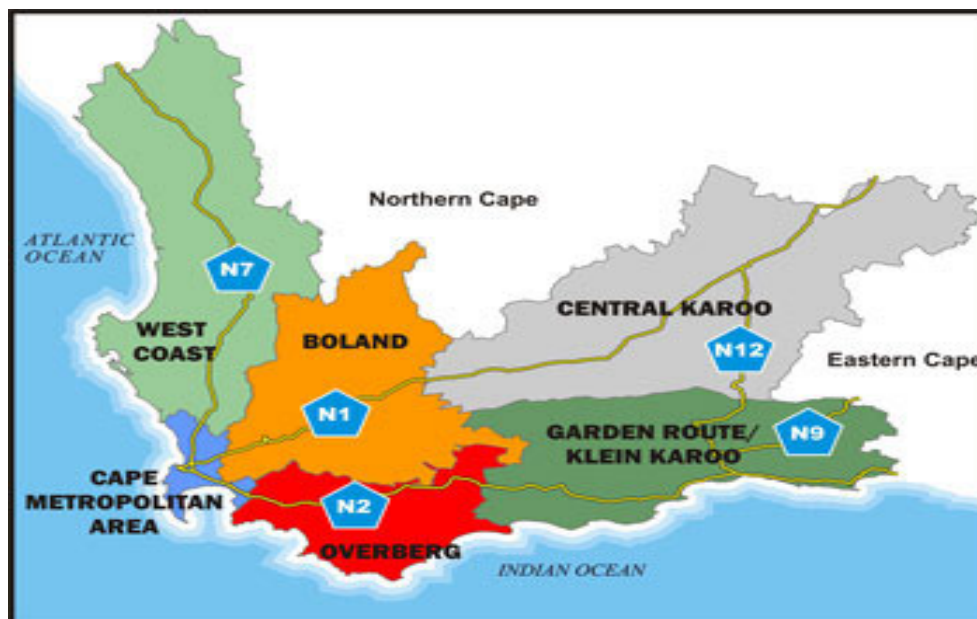 Northern Cape
ATLANTIC
OCEAN
N7
CENTRAL KAROO
WEST
COAST
BOLAND
N12
Eastern Cape
N1
GARDEN ROUTE/
KLEIN KAROO
N9
CAPE
METROPOLITAN
AREA
N2
OVERBERG
INDIAN OCEAN